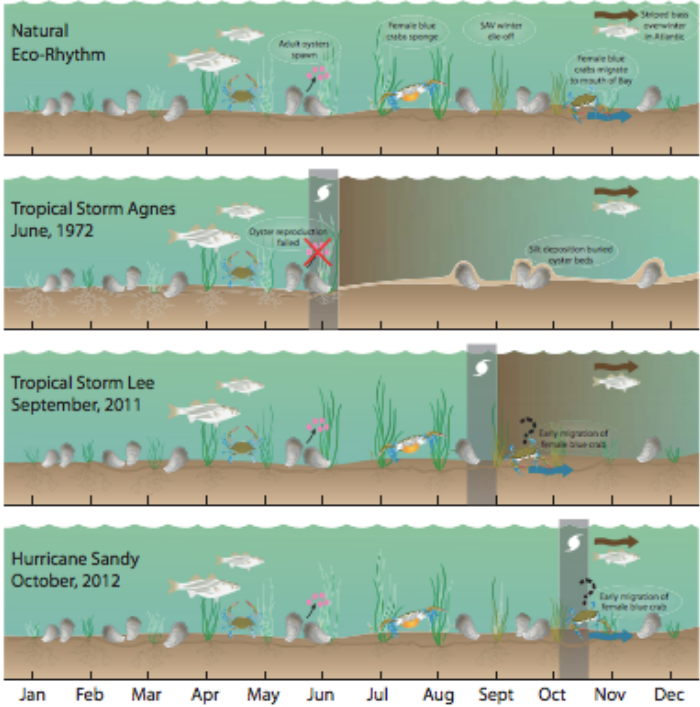 Natural
Eco-Rhythm
Adult oysters
spawn
Female blue
crabs sponge
SAV winter
die-off
Female blue
crabs migrate
to mouth of Bay
Striped bass
overwinter
in Atlantic
Tropical Storm Agnes
June, 1972
Oyster reproduction
failed
Silt deposition buried
oyster beds
Tropical Storm Lee
September, 2011
Early migration of
female blue crab
Hurricane Sandy
October, 2012
Early migration of
female blue crab
Jan Feb Mar Apr May Jun Jul Aug Sept Oct Nov Dec